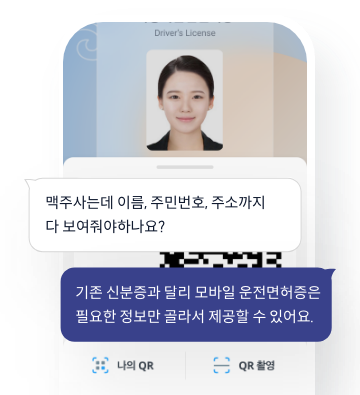 Driver's License
맥주사는데 이름, 주민번호, 주소까지
다 보여줘야하나요?
기존 신분증과 달리 모바일 운전면허증은
필요한 정보만 골라서 제공할 수 있어요.
나의 QR
QR 촬영